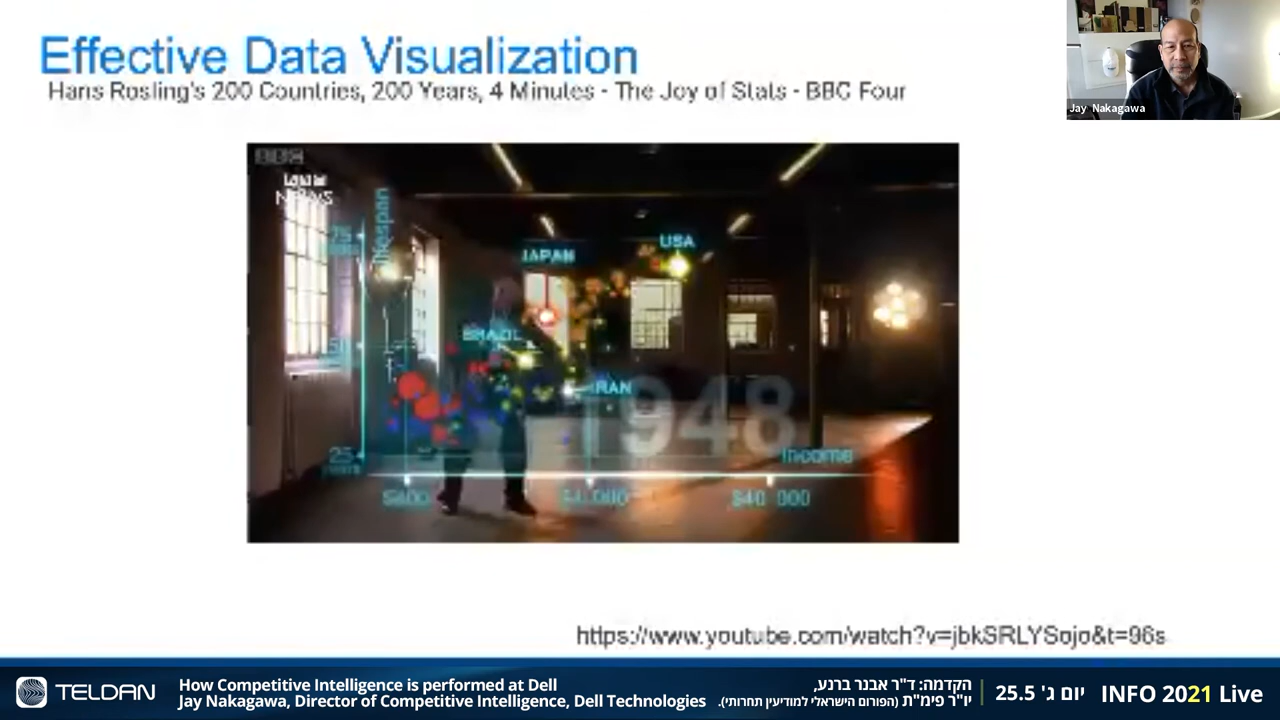 Effective Data Visualization
Hans Rosling's 200 Countries, 200 Years, 4 Minutes - The Joy of Stats - BBC Four
Jay Nakagawa
BBC
NEWS
lifespan
75
USA
JAPAN
BRAZIL
IRAN
1948
25
years
Income
$400
$4,000
$40 000
https://www.youtube.com/watch?v=jbkSRLYSojo&t=96s
TELDAN
How Competitive Intelligence is performed at Dell
Jay Nakagawa, Director of Competitive Intelligence, Dell Technologies
הקדמה: ד"ר אבנר ברנע,
יו"ר פימ"ת (הפורום הישראלי למודיעין תחרותי).
יום ג' 25.5
INFO 2021 Live